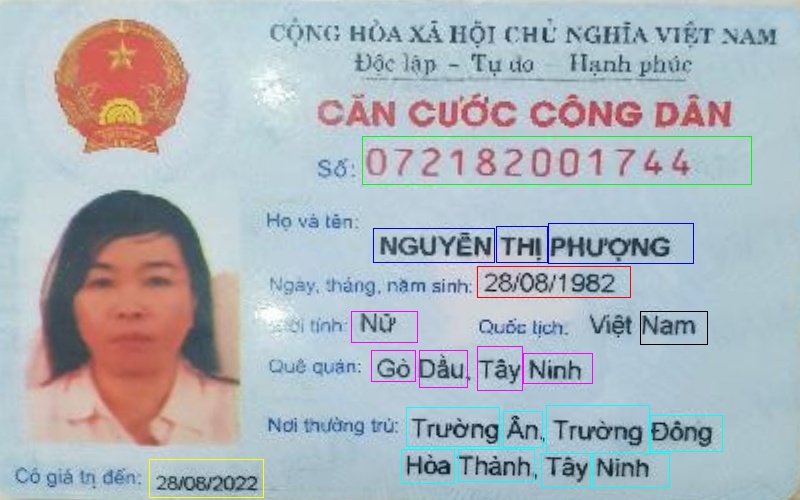 CỘNG HÒA XÃ HỘI CHỦ NGHĨA VIỆT NAM
Độc lập - Tự do - Hạnh phúc
CĂN CƯỚC CÔNG DÂN
Số: 072182001744
Họ và tên:
NGUYỄN THỊ PHƯỢNG
Ngày, tháng, năm sinh: 28/08/1982
Giới tính: Nữ Quốc tịch: Việt Nam
Quê quán: Gò Dầu, Tây Ninh
Nơi thường trú: Trường Ân, Trường Đông
Hòa Thành, Tây Ninh
Có giá trị đến: 28/08/2022